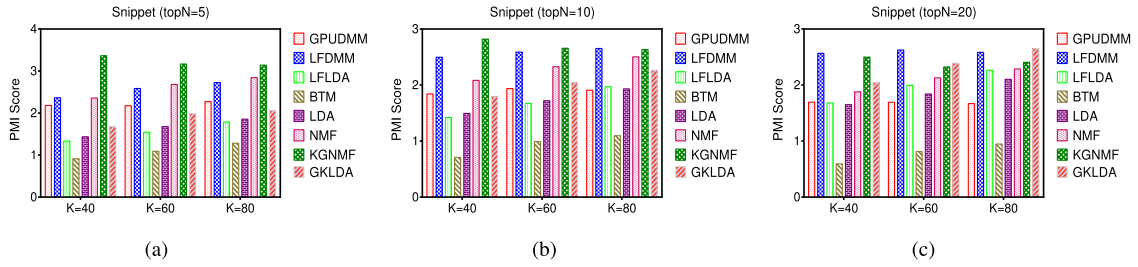 Snippet (topN=5)
PMI Score
4
3
2
1
0
K=40 K=60 K=80
GPUDMM
LFDMM
LFLDA
BTM
LDA
NMF
KGNMF
GKLDA
(a)
Snippet (topN=10)
PMI Score
3
2
1
0
K=40 K=60 K=80
GPUDMM
LFDMM
LFLDA
BTM
LDA
NMF
KGNMF
GKLDA
(b)
Snippet (topN=20)
PMI Score
3
2
1
0
K=40 K=60 K=80
GPUDMM
LFDMM
LFLDA
BTM
LDA
NMF
KGNMF
GKLDA
(c)